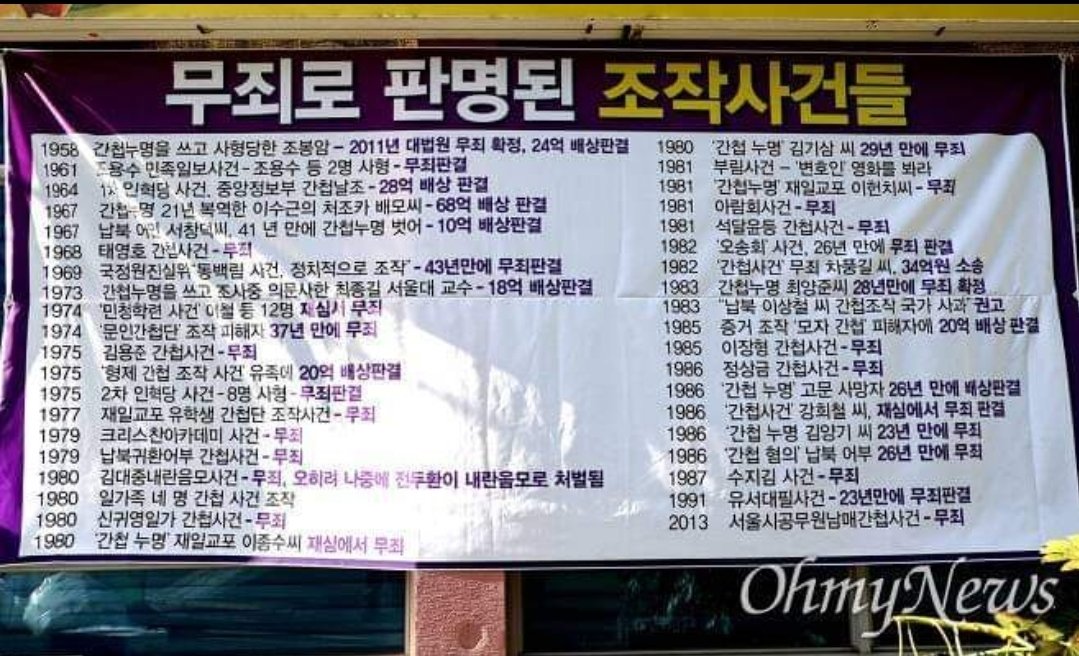 무죄로 판명된 조작사건들
1958 간첩누명을 쓰고 사형당한 조봉암 - 2011년 대법원 무죄 확정, 24억 배상판결
1961 조용수 민족일보사건 - 조용수 등 2명 사형 - 무죄판결
1964 1차 인혁당 사건, 중앙정보부 간첩날조 - 28억 배상 판결
1967 간첩누명 21년 복역한 이수근의 처조카 배모씨 - 68억 배상 판결
1967 납북 어민 서창덕씨, 41년 만에 간첩누명 벗어 - 10억 배상판결
1968 태영호 간첩사건 - 무죄
1969 국정원진실위 "동백림 사건, 정치적으로 조작" - 43년만에 무죄판결
1973 간첩누명을 쓰고 조사중 의문사한 최종길 서울대 교수 - 18억 배상판결
1974 '민청학련 사건' 이철 등 12명 재심서 무죄
1974 '문인간첩단' 조작 피해자 37년 만에 무죄
1975 김용준 간첩사건 - 무죄
1975 '형제 간첩 조작 사건' 유족에 20억 배상판결
1975 2차 인혁당 사건 - 8명 사형 - 무죄판결
1977 재일교포 유학생 간첩단 조작사건 - 무죄
1979 크리스찬아카데미 사건 - 무죄
1979 납북귀환어부 간첩사건 - 무죄
1980 김대중내란음모사건 - 무죄, 오히려 나중에 전두환이 내란음모로 처벌됨
1980 일가족 네 명 간첩 사건 조작
1980 신귀영일가 간첩사건 - 무죄
1980 '간첩 누명' 재일교포 이종수씨 재심에서 무죄
1980 '간첩 누명' 김기삼 씨 29년 만에 무죄
1981 부림사건 - '변호인' 영화를 봐라
1981 '간첩누명' 재일교포 이헌치씨 - 무죄
1981 아람회사건 - 무죄
1981 석달윤등 간첩사건 - 무죄
1982 '오송회' 사건, 26년 만에 무죄 판결
1982 '간첩사건' 무죄 차풍길 씨, 34억원 소송
1983 간첩누명 최양준씨 28년만에 무죄 확정
1983 "납북 이상철 씨 간첩조작 국가 사과" 권고
1985 증거 조작 '모자 간첩' 피해자에 20억 배상 판결
1985 이장형 간첩사건 - 무죄
1986 정삼금 간첩사건 - 무죄
1986 '간첩 누명' 고문 사망자 26년 만에 배상판결
1986 '간첩사건' 강희철 씨, 재심에서 무죄 판결
1986 '간첩 누명 김양기 씨 23년 만에 무죄
1986 '간첩 혐의' 납북 어부 26년 만에 무죄
1987 수지김 사건 - 무죄
1991 유서대필사건 - 23년만에 무죄판결
2013 서울시공무원남매간첩사건 - 무죄
OhmyNews